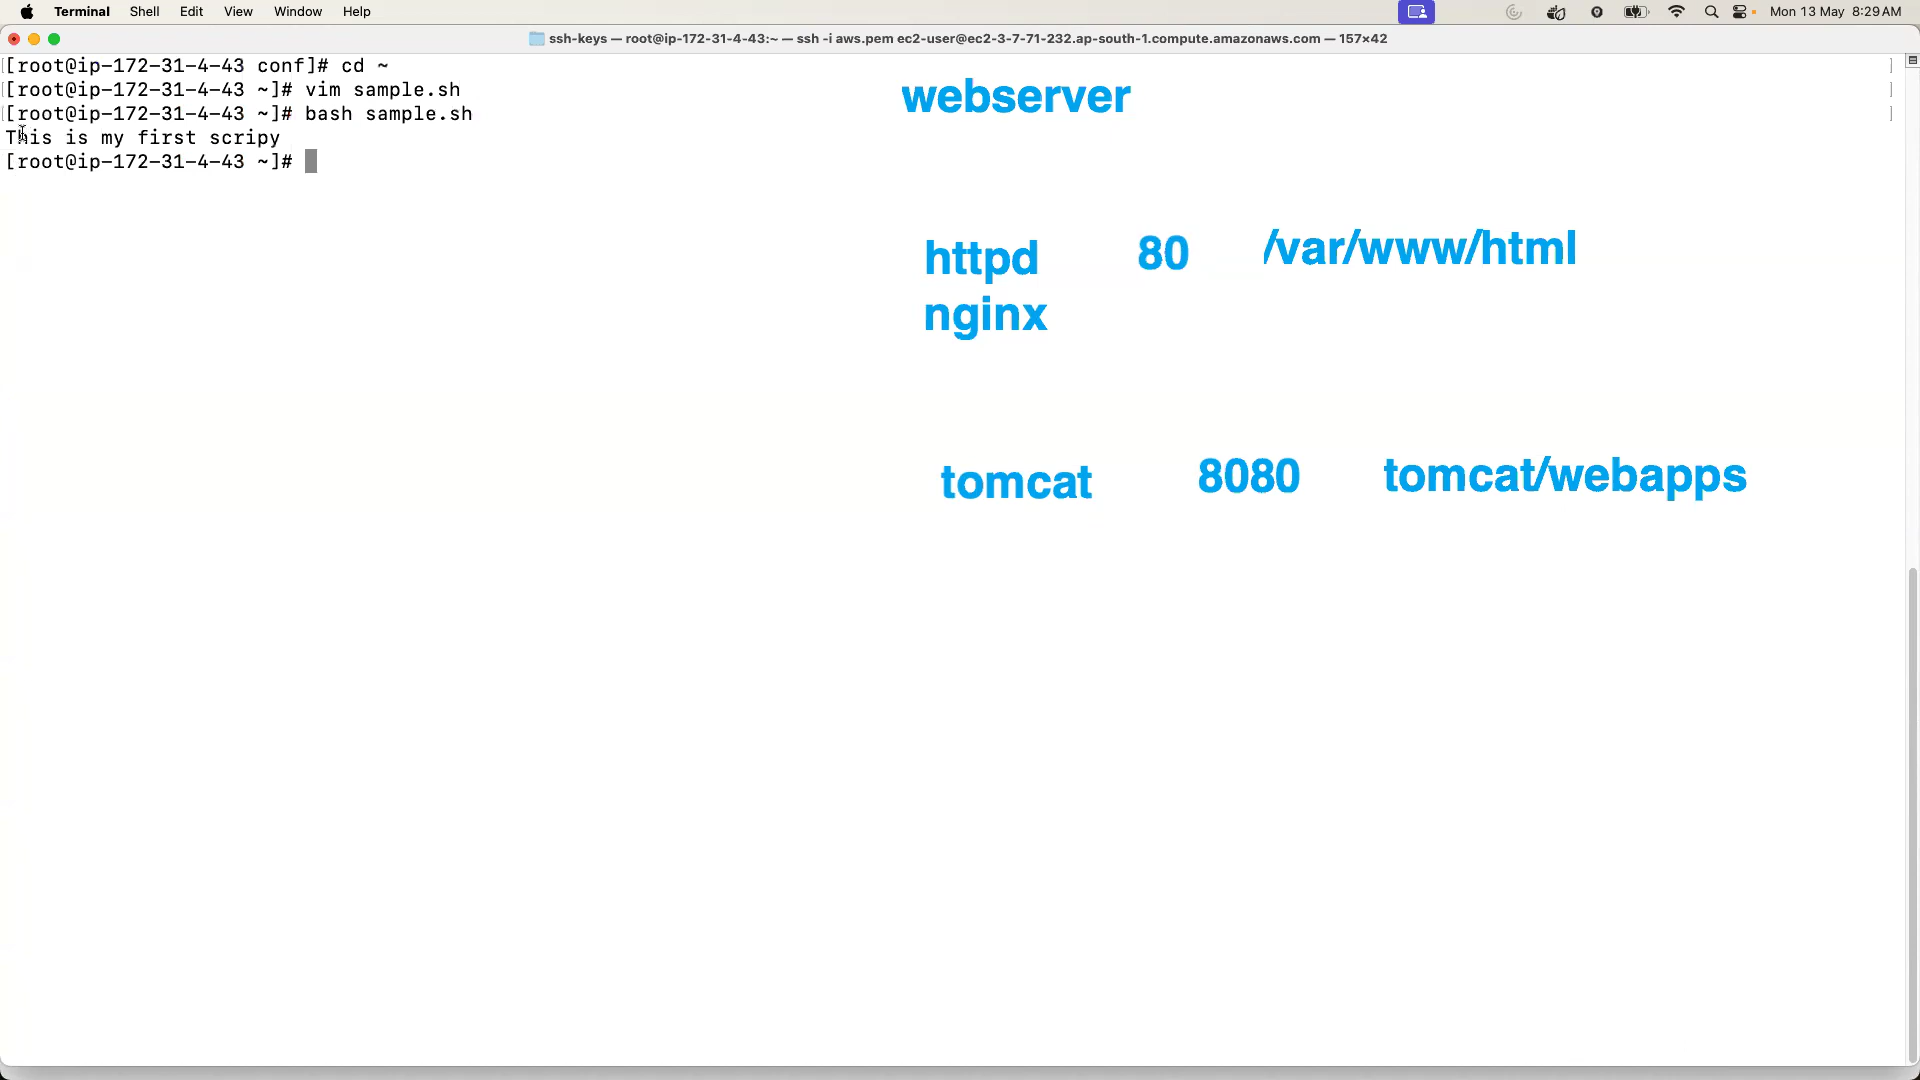 Terminal Shell Edit View Window Help Mon 13 May 8:29 AM
ssh-keys — root@ip-172-31-4-43:~ — ssh -i aws.pem ec2-user@ec2-3-7-71-232.ap-south-1.compute.amazonaws.com — 157×42
[root@ip-172-31-4-43 conf]# cd ~
[root@ip-172-31-4-43 ~]# vim sample.sh
[root@ip-172-31-4-43 ~]# bash sample.sh
This is my first scripy
[root@ip-172-31-4-43 ~]#
webserver
httpd 80 /var/www/html
nginx
tomcat 8080 tomcat/webapps